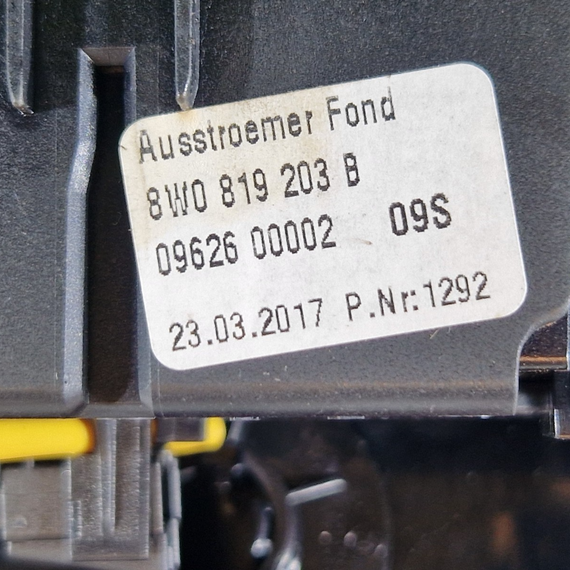 Ausstroemer Fond
8W0 819 203 B
09626 00002 09S
23.03.2017 P.Nr:1292